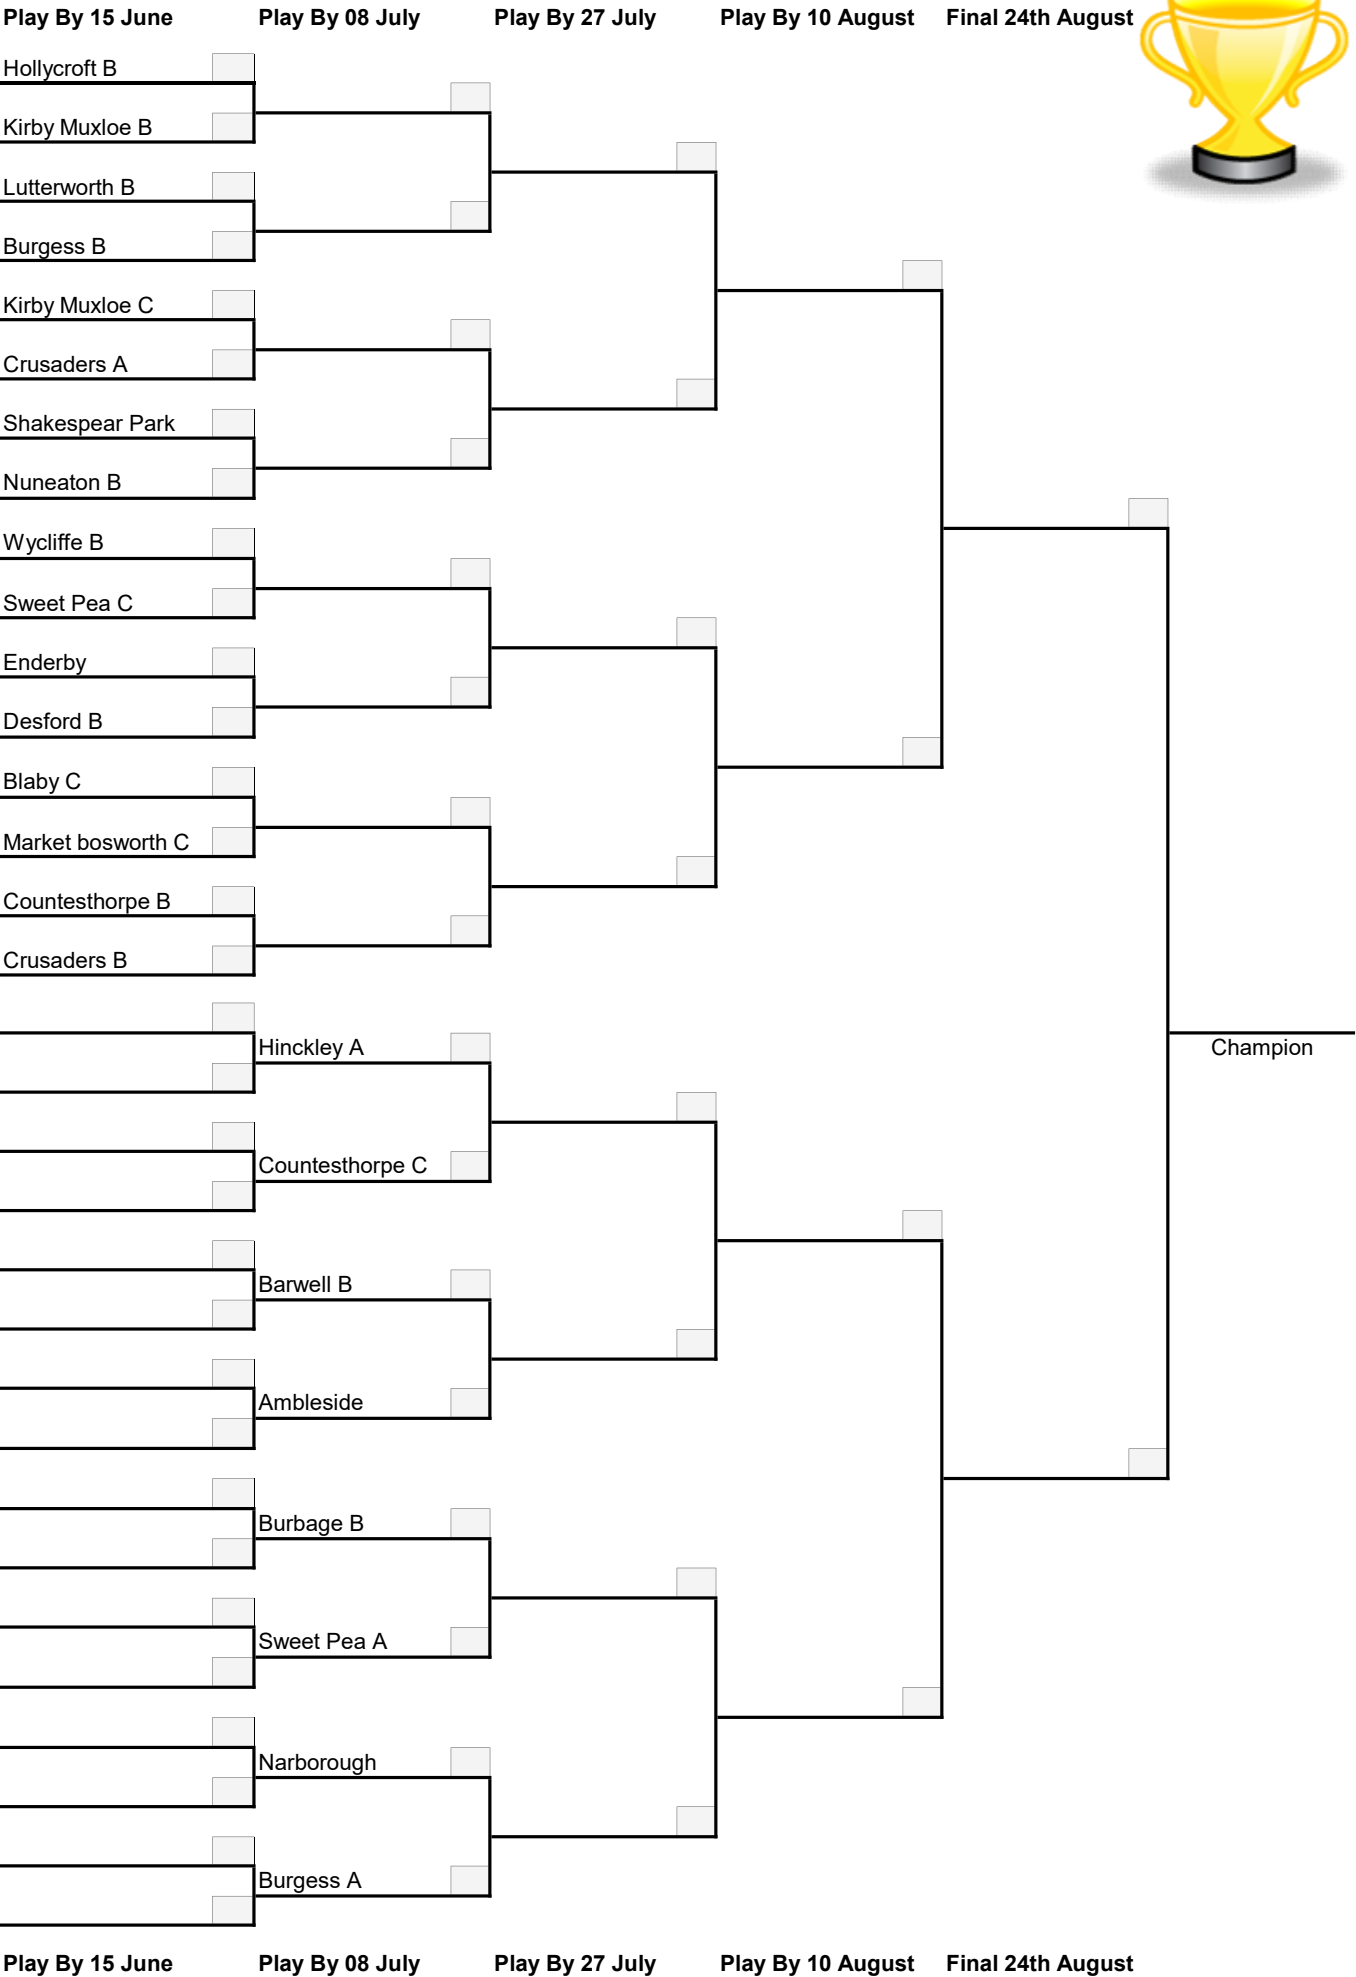 Play By 15 June Play By 08 July Play By 27 July Play By 10 August Final 24th August
Hollycroft B
Kirby Muxloe B
Lutterworth B
Burgess B
Kirby Muxloe C
Crusaders A
Shakespear Park
Nuneaton B
Wycliffe B
Sweet Pea C
Enderby
Desford B
Blaby C
Market bosworth C
Countesthorpe B
Crusaders B
Hinckley A
Champion
Countesthorpe C
Barwell B
Ambleside
Burbage B
Sweet Pea A
Narborough
Burgess A
Play By 15 June Play By 08 July Play By 27 July Play By 10 August Final 24th August